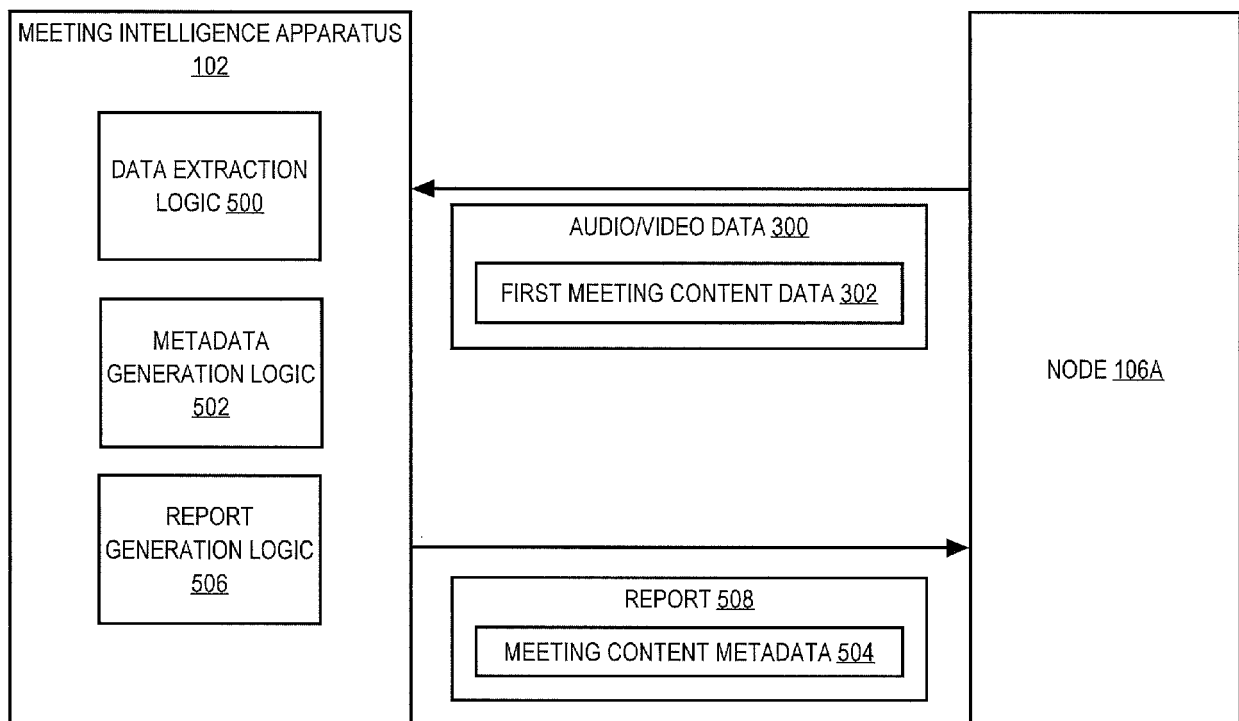 MEETING INTELLIGENCE APPARATUS
102
DATA EXTRACTION
LOGIC 500
METADATA
GENERATION LOGIC
502
REPORT
GENERATION LOGIC
506
AUDIO/VIDEO DATA 300
FIRST MEETING CONTENT DATA 302
REPORT 508
MEETING CONTENT METADATA 504
NODE 106A